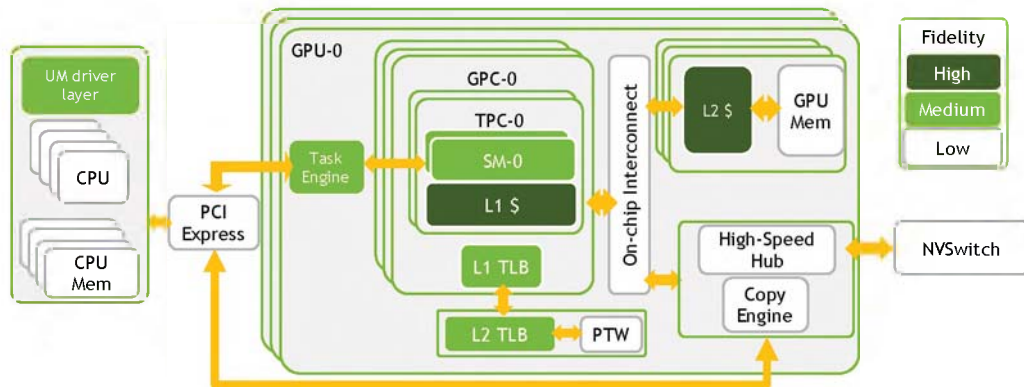 UM driver
layer
CPU
CPU
Mem
PCI
Express
GPU-0
Task
Engine
GPC-0
TPC-0
SM-0
L1 $
L1 TLB
L2 TLB
PTW
On-chip Interconnect
L2 $
GPU
Mem
High-Speed
Hub
Copy
Engine
NVSwitch
Fidelity
High
Medium
Low